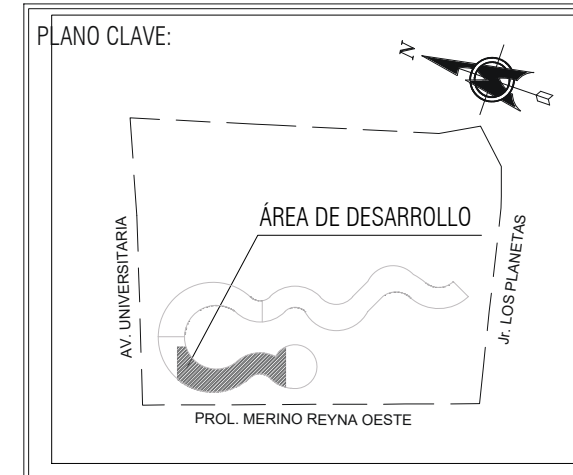 PLANO CLAVE:
N
ÁREA DE DESARROLLO
AV. UNIVERSITARIA
Jr. LOS PLANETAS
PROL. MERINO REYNA OESTE